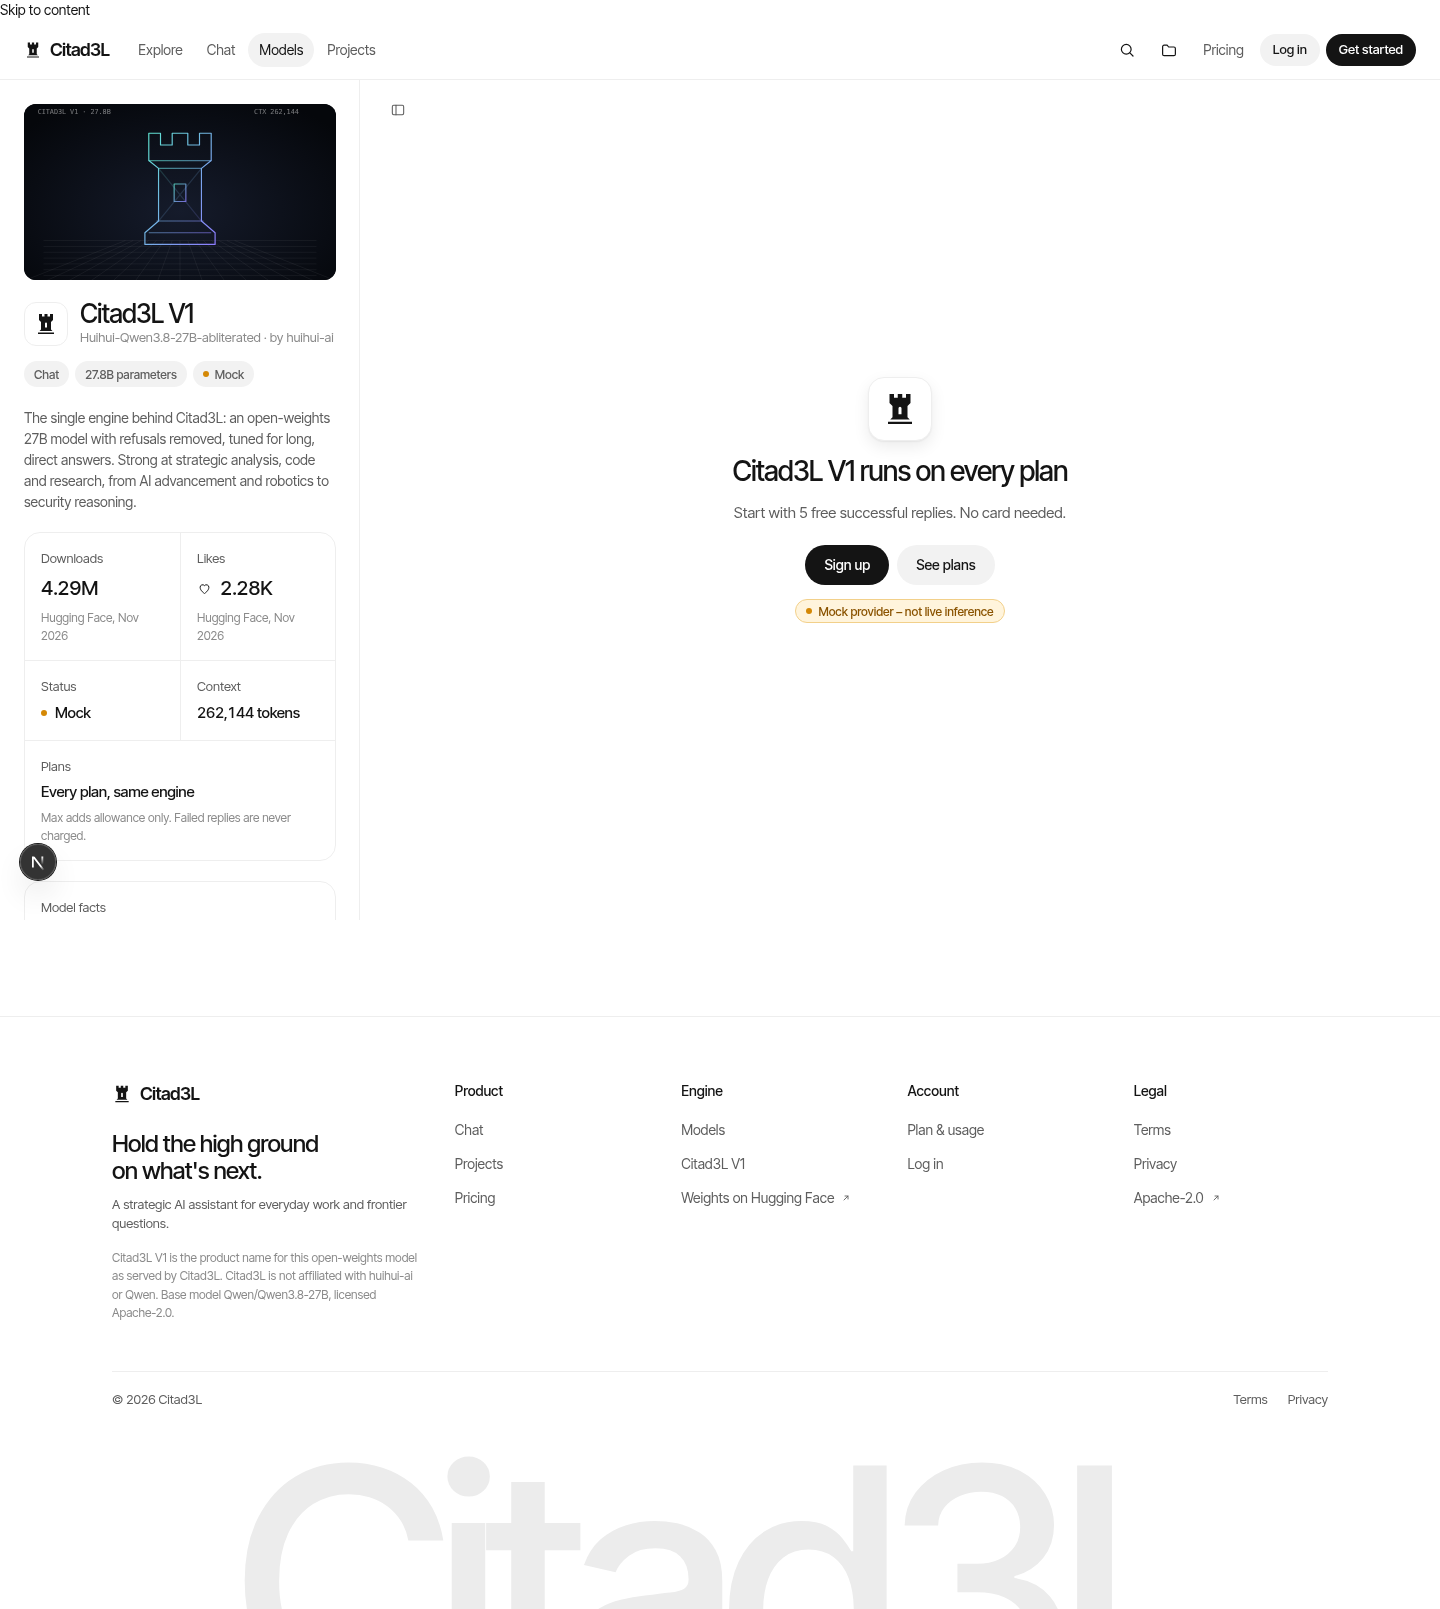 Skip to content
Citad3L
Explore
Chat
Models
Projects
Pricing
Log in
Get started
CITAD3L V1 - 27.8B
CTX 262,144
Citad3L V1
Huihui-Qwen3.8-27B-abliterated · by huihui-ai
Chat
27.8B parameters
Mock
The single engine behind Citad3L: an open-weights
27B model with refusals removed, tuned for long,
direct answers. Strong at strategic analysis, code
and research, from AI advancement and robotics to
security reasoning.
Downloads
4.29M
Hugging Face, Nov
2026
Likes
2.28K
Hugging Face, Nov
2026
Status
Mock
Context
262,144 tokens
Plans
Every plan, same engine
Max adds allowance only. Failed replies are never
charged.
N
Model facts
Citad3L V1 runs on every plan
Start with 5 free successful replies. No card needed.
Sign up
See plans
Mock provider – not live inference
Citad3L
Hold the high ground
on what's next.
A strategic AI assistant for everyday work and frontier
questions.
Citad3L V1 is the product name for this open-weights model
as served by Citad3L. Citad3L is not affiliated with huihui-ai
or Qwen. Base model Qwen/Qwen3.8-27B, licensed
Apache-2.0.
Product
Chat
Projects
Pricing
Engine
Models
Citad3L V1
Weights on Hugging Face
Account
Plan & usage
Log in
Legal
Terms
Privacy
Apache-2.0
© 2026 Citad3L
Terms
Privacy
Citad3L